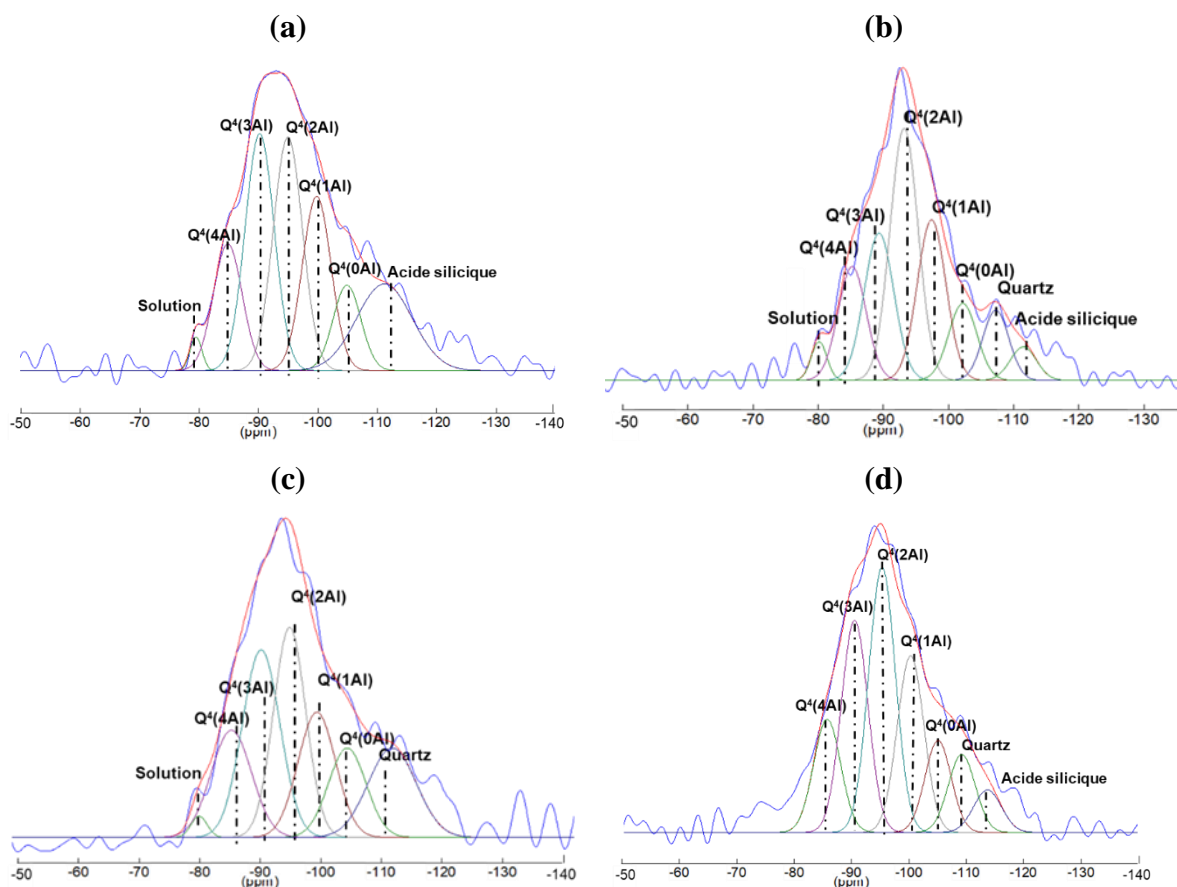 (a)
Q⁴(3Al)
Q⁴(2Al)
Q⁴(1Al)
Q⁴(4Al)
Q⁴(0Al)
Acide silicique
Solution
-50 -60 -70 -80 -90 -100 -110 -120 -130 -140
(ppm)
(b)
Q⁴(2Al)
Q⁴(3Al)
Q⁴(1Al)
Q⁴(4Al)
Q⁴(0Al)
Quartz
Solution
Acide silicique
-50 -60 -70 -80 -90 -100 -110 -120 -130
(ppm)
(c)
Q⁴(2Al)
Q⁴(3Al)
Q⁴(1Al)
Q⁴(4Al)
Q⁴(0Al)
Quartz
Solution
-50 -60 -70 -80 -90 -100 -110 -120 -130 -140
(ppm)
(d)
Q⁴(2Al)
Q⁴(3Al)
Q⁴(1Al)
Q⁴(4Al)
Q⁴(0Al)
Quartz
Acide silicique
-50 -60 -70 -80 -90 -100 -110 -120 -130 -140
(ppm)